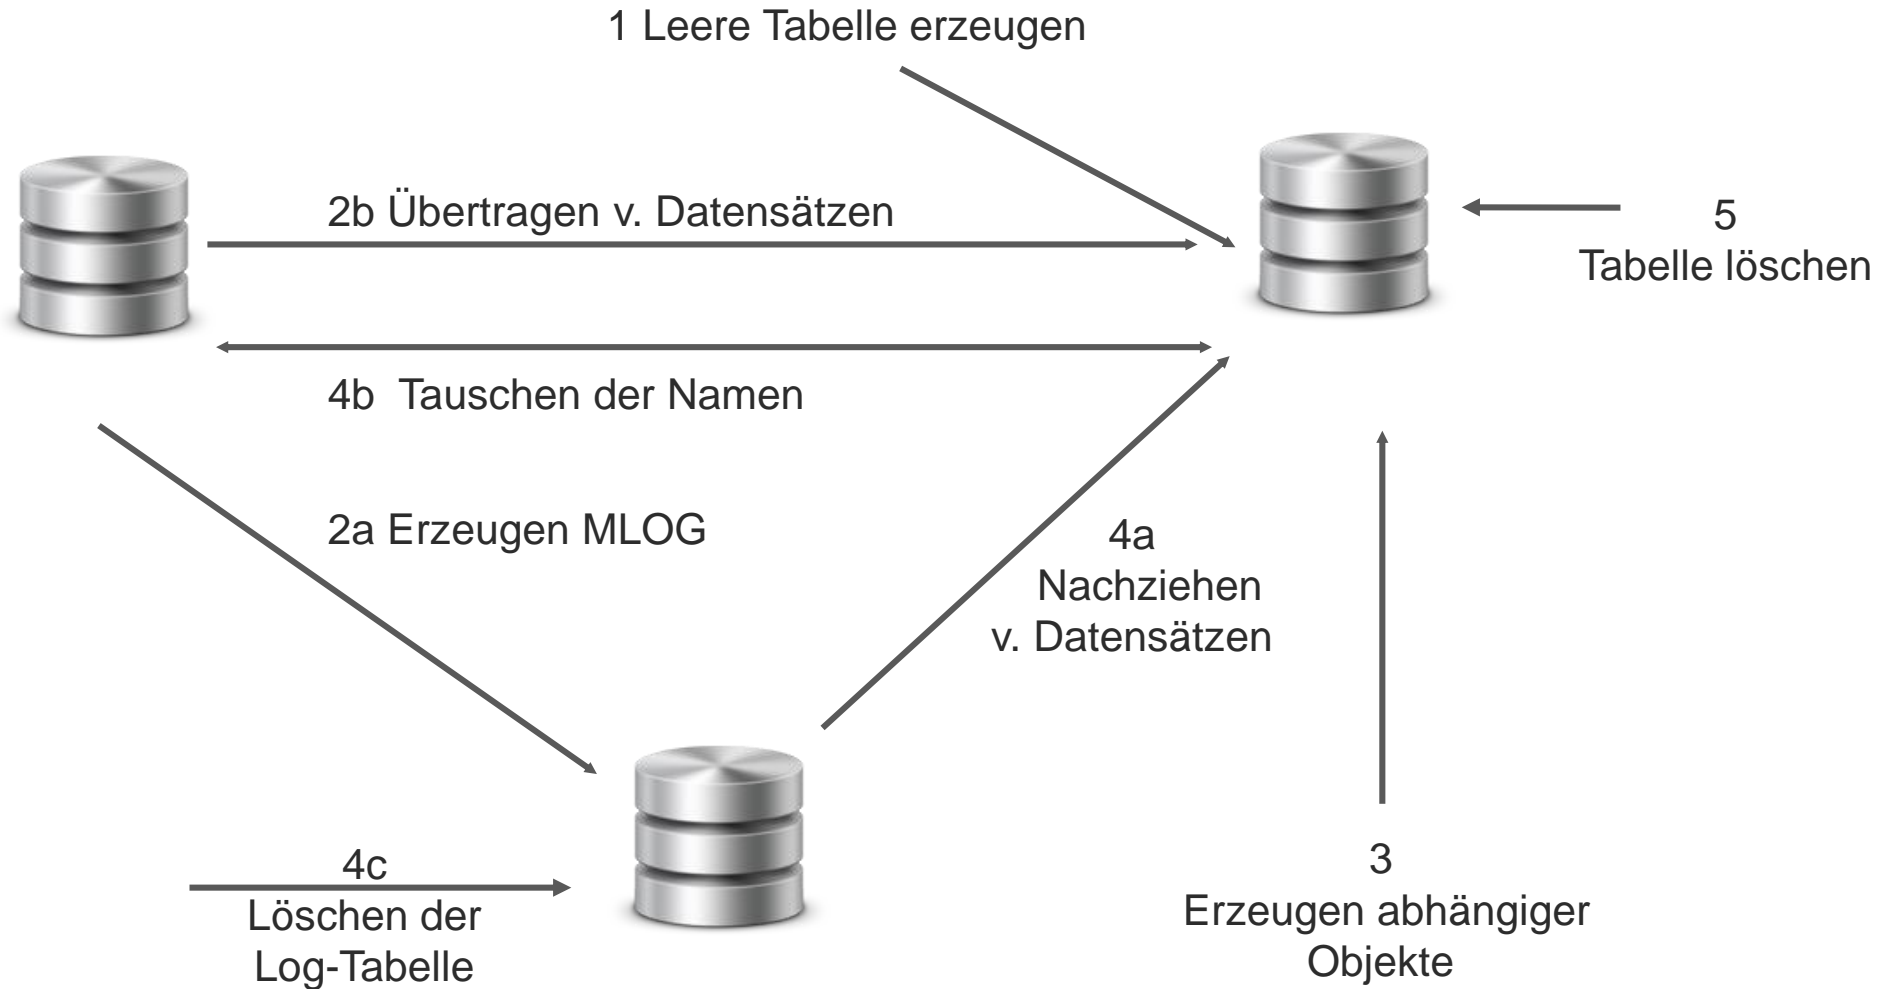 1 Leere Tabelle erzeugen
2b Übertragen v. Datensätzen
5
Tabelle löschen
4b Tauschen der Namen
2a Erzeugen MLOG
4a
Nachziehen
v. Datensätzen
4c
Löschen der
Log-Tabelle
3
Erzeugen abhängiger
Objekte